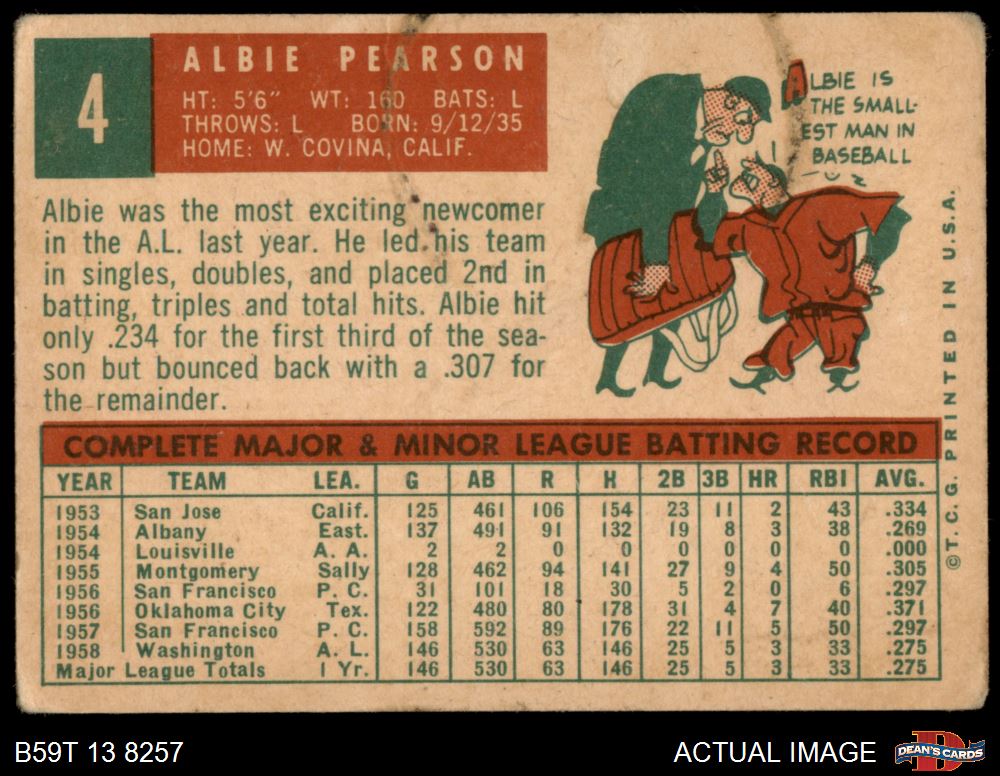 4
ALBIE PEARSON
HT: 5'6" WT: 160 BATS: L
THROWS: L BORN: 9/12/35
HOME: W. COVINA, CALIF.
ALBIE IS
THE SMALL-
EST MAN IN
BASEBALL
Albie was the most exciting newcomer
in the A.L. last year. He led his team
in singles, doubles, and placed 2nd in
batting, triples and total hits. Albie hit
only .234 for the first third of the sea-
son but bounced back with a .307 for
the remainder.
©T.C.G. PRINTED IN U.S.A.
COMPLETE MAJOR & MINOR LEAGUE BATTING RECORD
YEAR TEAM LEA. G AB R H 2B 3B HR RBI AVG.
1953 San Jose Calif. 125 461 106 154 23 11 2 43 .334
1954 Albany East. 137 491 91 132 19 8 3 38 .269
1954 Louisville A. A. 2 2 0 0 0 0 0 0 .000
1955 Montgomery Sally 128 462 94 141 27 9 4 50 .305
1956 San Francisco P. C. 31 101 18 30 5 2 0 6 .297
1956 Oklahoma City Tex. 122 480 80 178 31 4 7 40 .371
1957 San Francisco P. C. 158 592 89 176 22 11 5 50 .297
1958 Washington A. L. 146 530 63 146 25 5 3 33 .275
Major League Totals 1 Yr. 146 530 63 146 25 5 3 33 .275
B59T 13 8257
ACTUAL IMAGE
DEAN'S CARDS